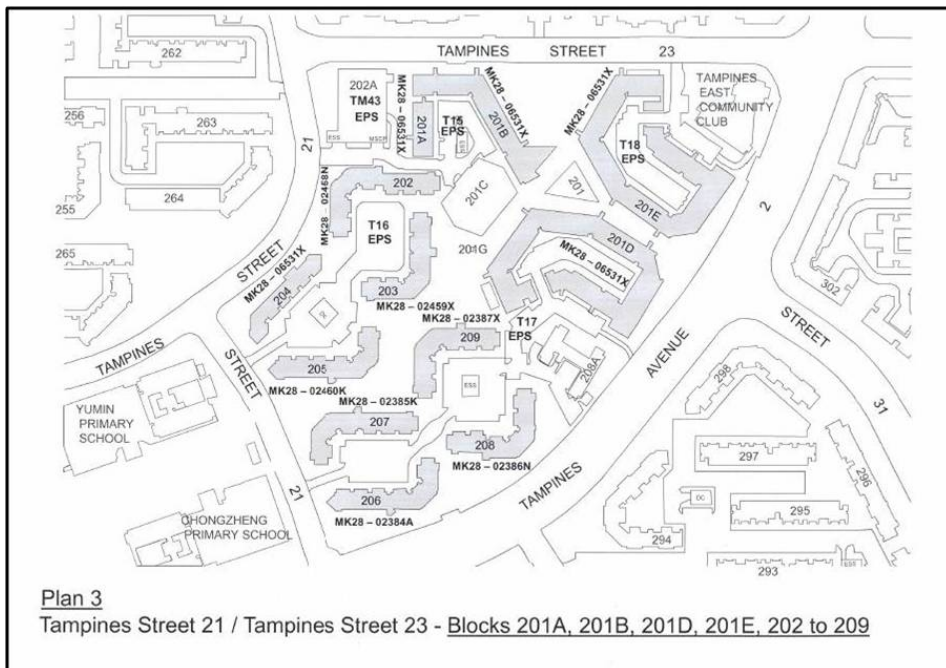 TAMPINES STREET 23
262
256
263
202A
TM43
EPS
ESS
MSCP
MK28 – 06531X
201A
T15
EPS
ESS
201B
MK28 – 06531X
MK28 – 06531X
T18
EPS
TAMPINES
EAST
COMMUNITY
CLUB
21
264
255
265
202
MK28 – 02458N
201C
201
201E
2
T16
EPS
201G
201D
MK28 – 06531X
302
STREET
MK28 – 06531X
204
203
MK28 – 02459X
MK28 – 02387X
T17
EPS
209
208A
AVENUE
STREET
31
TAMPINES
STREET
205
MK28 – 02460K
MK28 – 02385K
ESS
298
YUMIN
PRIMARY
SCHOOL
207
208
MK28 – 02386N
TAMPINES
297
296
21
206
MK28 – 02384A
295
CHONGZHENG
PRIMARY SCHOOL
294
293
ESS
Plan 3
Tampines Street 21 / Tampines Street 23 - Blocks 201A, 201B, 201D, 201E, 202 to 209